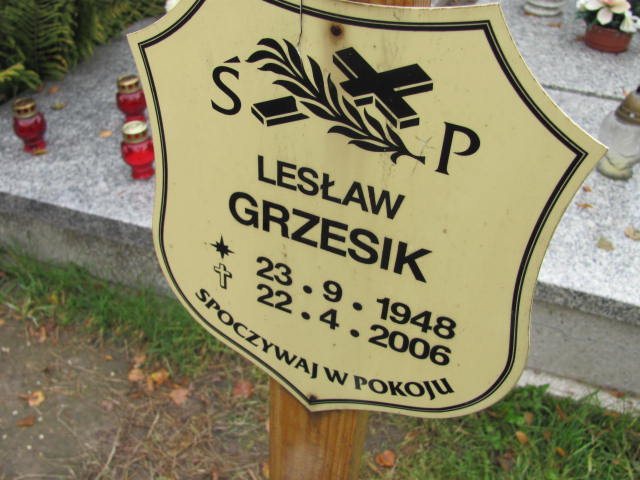 Ś P
LESŁAW
GRZESIK
23.9.1948
22.4.2006
SPOCZYWAJ W POKOJU